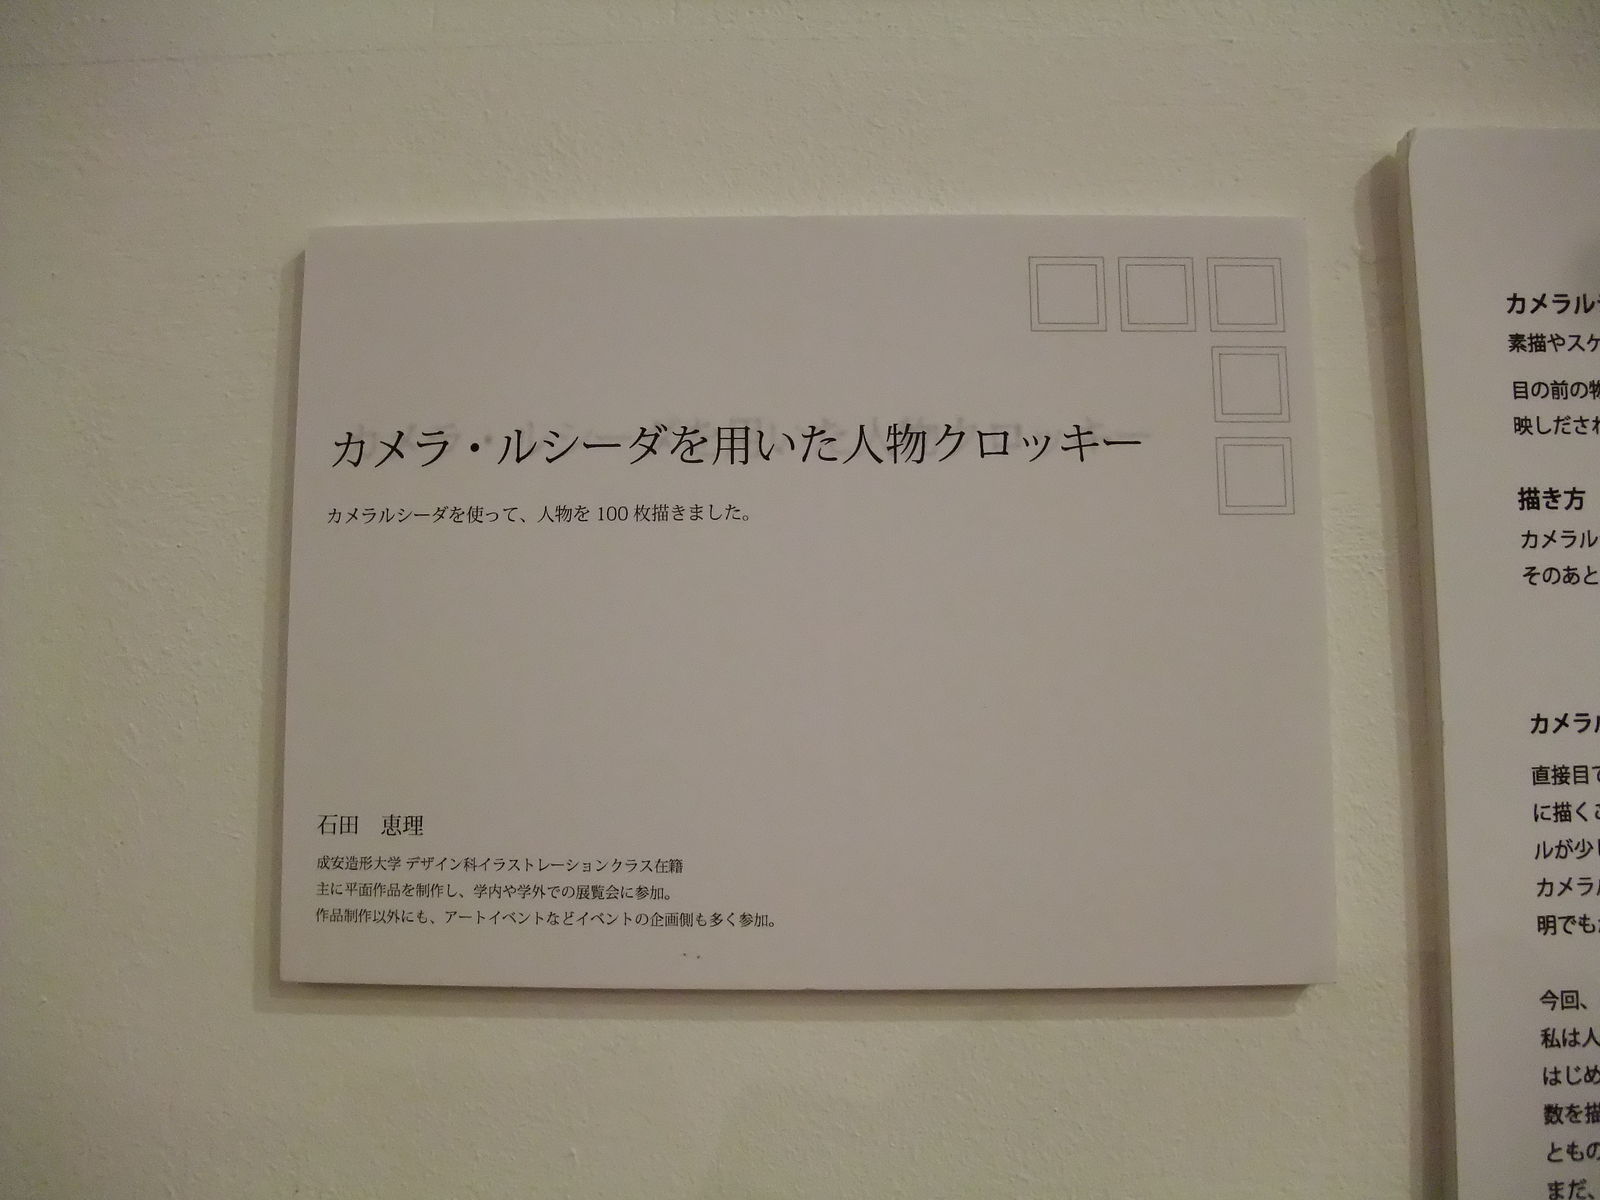 カメラ・ルシーダを用いた人物クロッキー
カメラルシーダを使って、人物を 100 枚描きました。
石田　恵理
成安造形大学 デザイン科イラストレーションクラス在籍
主に平面作品を制作し、学内や学外での展覧会に参加。
作品制作以外にも、アートイベントなどイベントの企画側も多く参加。
カメラル
素描やスケ
目の前の物
映しださ
描き方
カメラル
そのあと
カメラ
直接目で
に描く
ルが少
カメラ
明でも
今回、
私は人
はじめ
数を描
ともの
まだ、